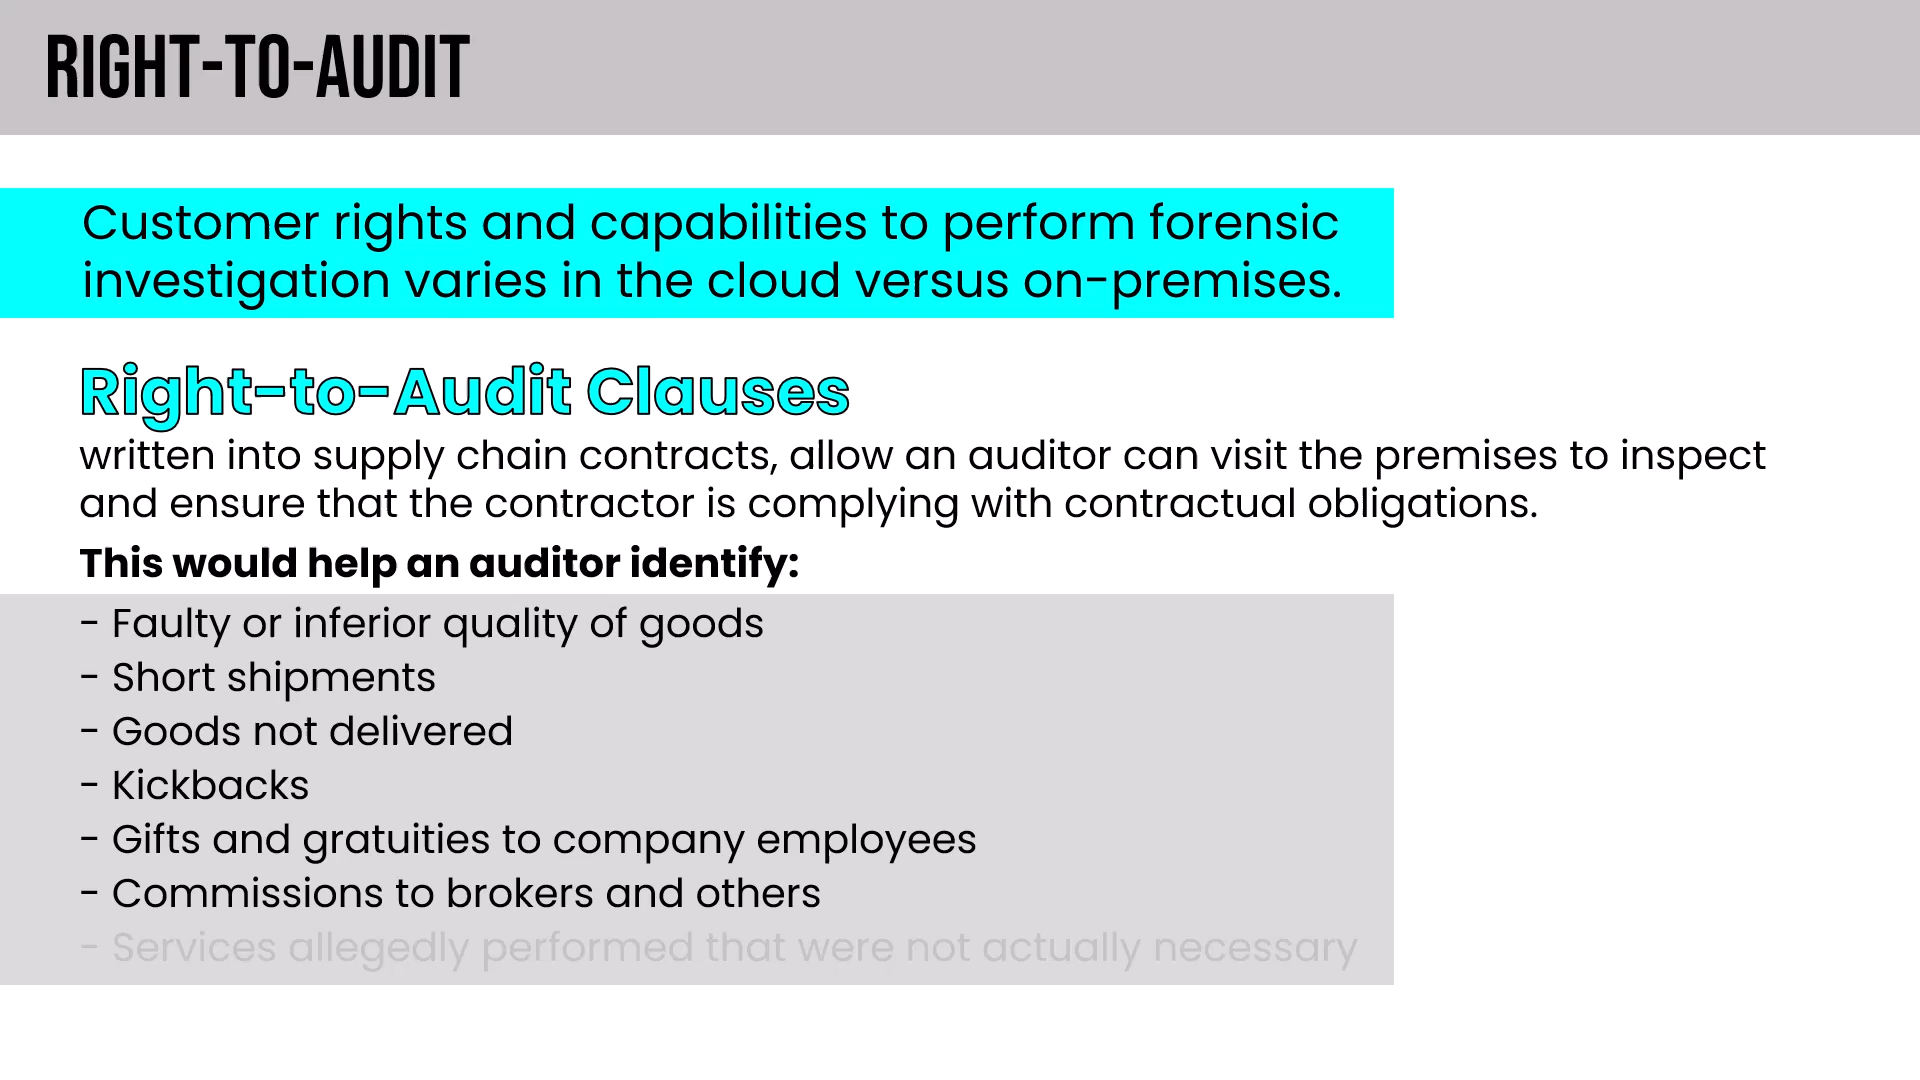 RIGHT-TO-AUDIT
Customer rights and capabilities to perform forensic
investigation varies in the cloud versus on-premises.
Right-to-Audit Clauses
written into supply chain contracts, allow an auditor can visit the premises to inspect
and ensure that the contractor is complying with contractual obligations.
This would help an auditor identify:
- Faulty or inferior quality of goods
- Short shipments
- Goods not delivered
- Kickbacks
- Gifts and gratuities to company employees
- Commissions to brokers and others
- Services allegedly performed that were not actually necessary